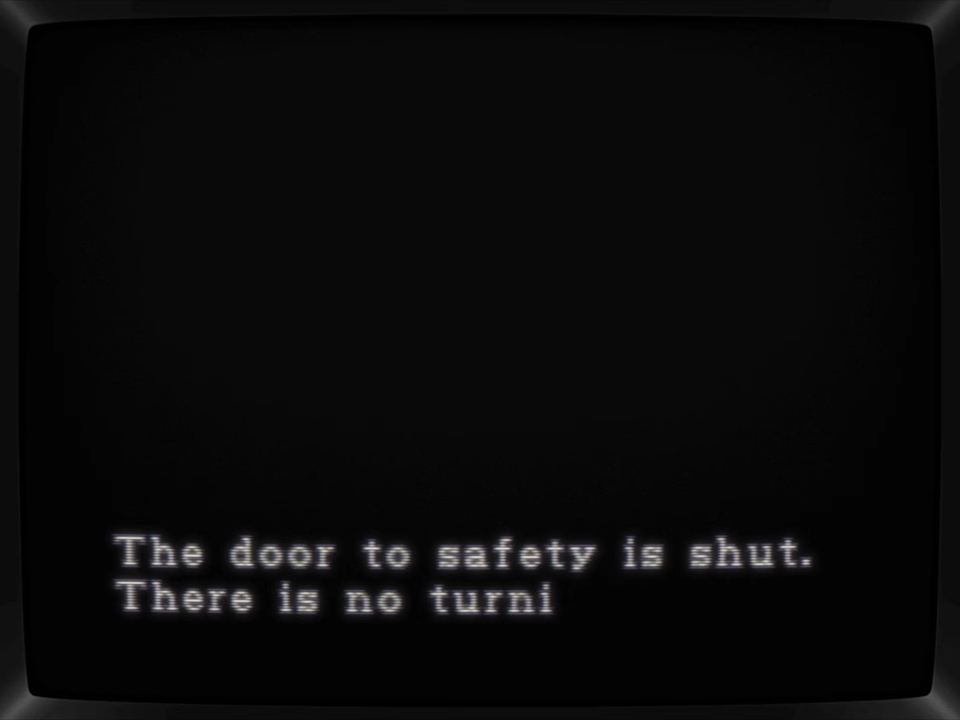 The door to safety is shut.
There is no turni